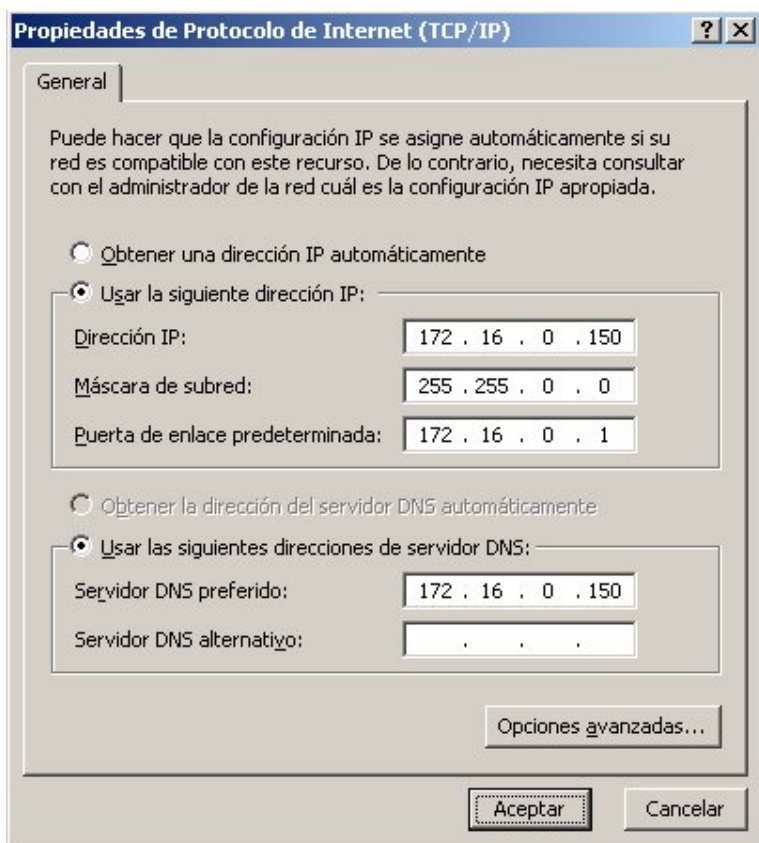 Propiedades de Protocolo de Internet (TCP/IP)
General
Puede hacer que la configuración IP se asigne automáticamente si su
red es compatible con este recurso. De lo contrario, necesita consultar
con el administrador de la red cuál es la configuración IP apropiada.
Obtener una dirección IP automáticamente
Usar la siguiente dirección IP:
Dirección IP: 172 . 16 . 0 . 150
Máscara de subred: 255 . 255 . 0 . 0
Puerta de enlace predeterminada: 172 . 16 . 0 . 1
Obtener la dirección del servidor DNS automáticamente
Usar las siguientes direcciones de servidor DNS:
Servidor DNS preferido: 172 . 16 . 0 . 150
Servidor DNS alternativo: . . .
Opciones avanzadas...
Aceptar Cancelar